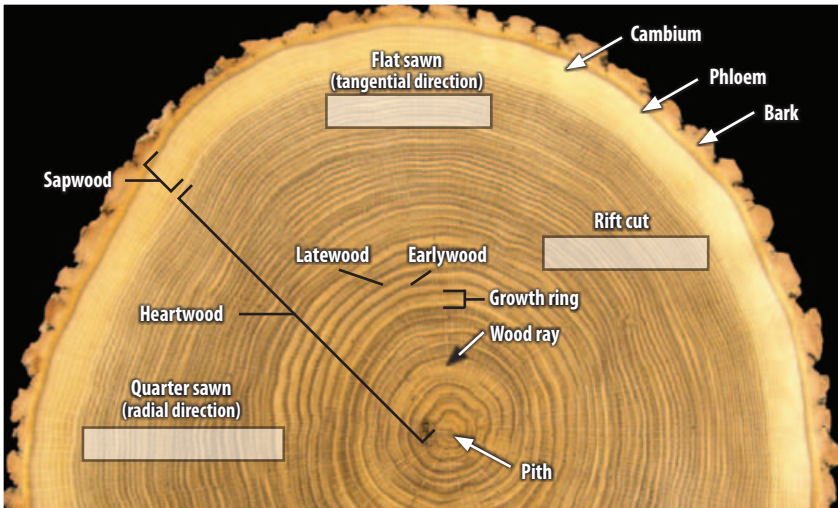 Cambium
Flat sawn
(tangential direction)
Phloem
Bark
Sapwood
Rift cut
Latewood
Earlywood
Growth ring
Heartwood
Wood ray
Quarter sawn
(radial direction)
Pith